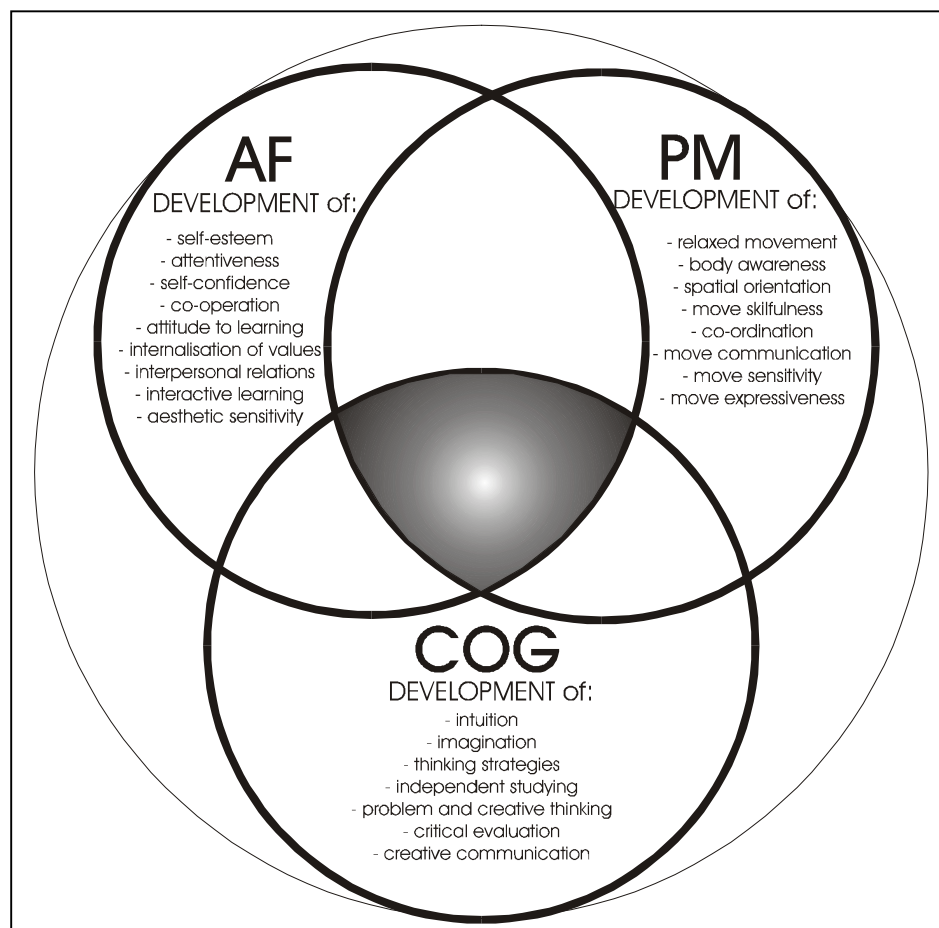 AF
DEVELOPMENT of:
- self-esteem
- attentiveness
- self-confidence
- co-operation
- attitude to learning
- internalisation of values
- interpersonal relations
- interactive learning
- aesthetic sensitivity
PM
DEVELOPMENT of:
- relaxed movement
- body awareness
- spatial orientation
- move skilfulness
- co-ordination
- move communication
- move sensitivity
- move expressiveness
COG
DEVELOPMENT of:
- intuition
- imagination
- thinking strategies
- independent studying
- problem and creative thinking
- critical evaluation
- creative communication